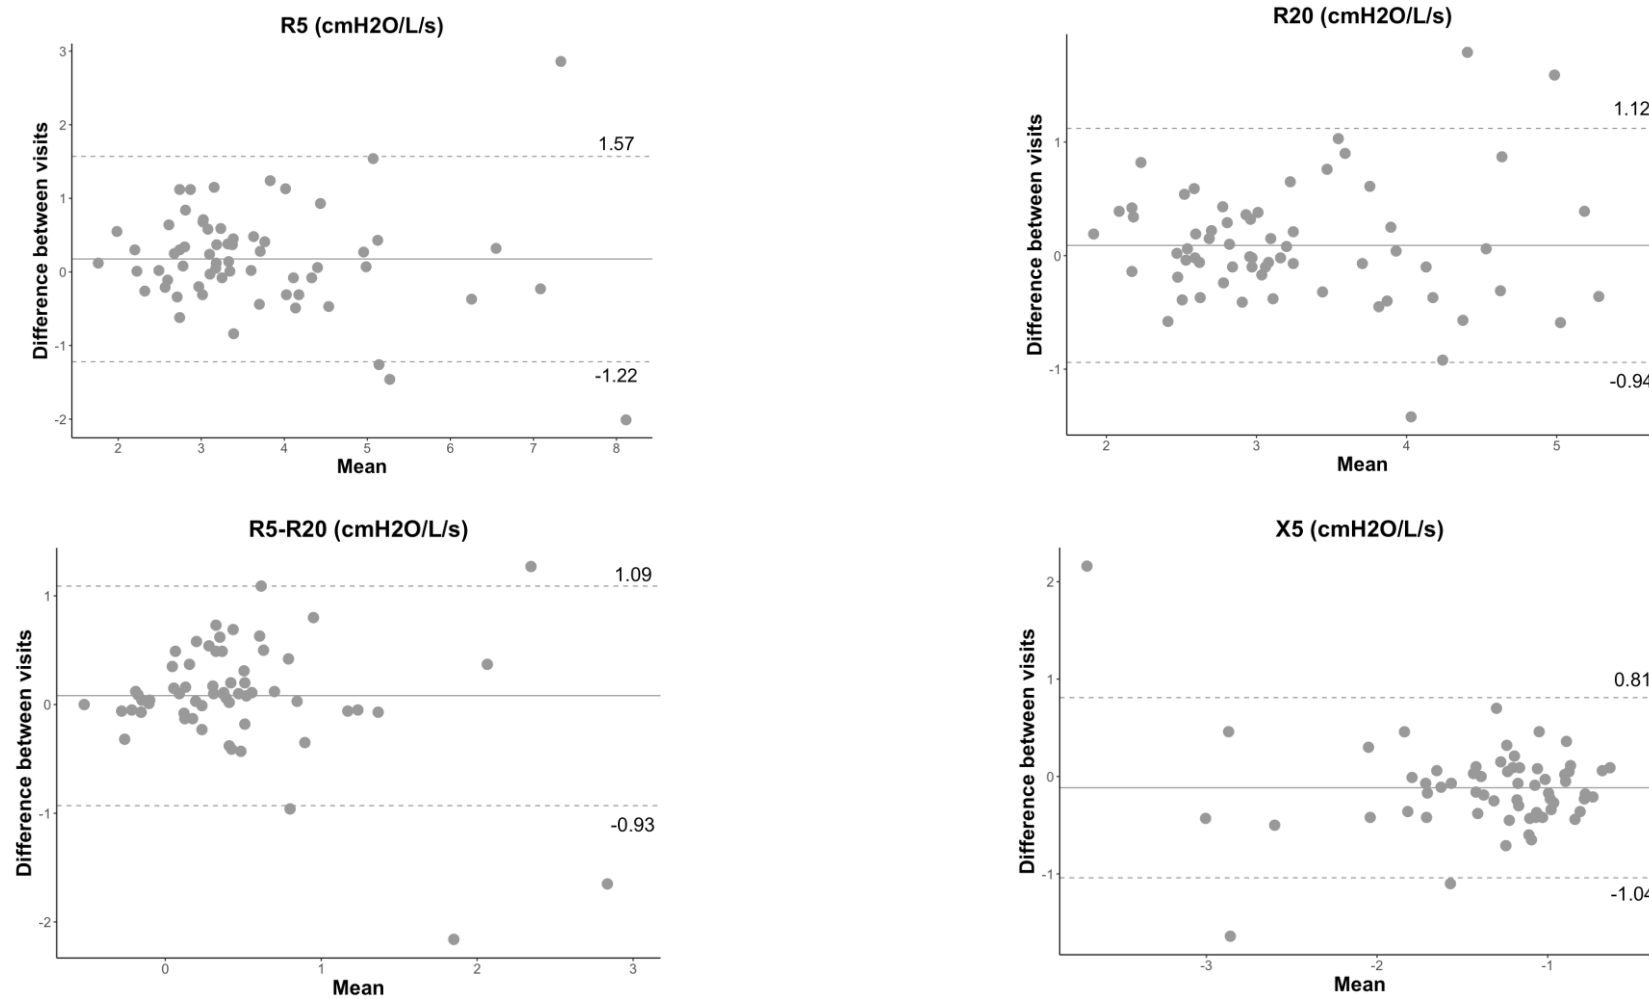 R5 (cmH2O/L/s)
Difference between visits
3
2
1
0
-1
-2
1.57
-1.22
2 3 4 5 6 7 8
Mean
R20 (cmH2O/L/s)
Difference between visits
1
0
-1
1.12
-0.94
2 3 4 5
Mean
R5-R20 (cmH2O/L/s)
Difference between visits
1
0
-1
-2
1.09
-0.93
0 1 2 3
Mean
X5 (cmH2O/L/s)
Difference between visits
2
1
0
-1
0.81
-1.04
-3 -2 -1
Mean